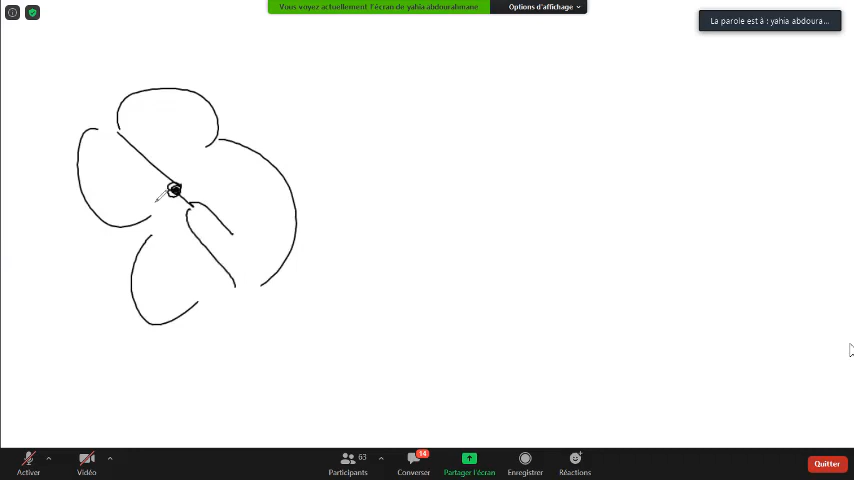 Vous voyez actuellement l'écran de yahia abdourahmane
Options d'affichage
La parole est à : yahia abdoura...
Activer
Vidéo
63
Participants
14
Converser
Partager l'écran
Enregistrer
Réactions
Quitter